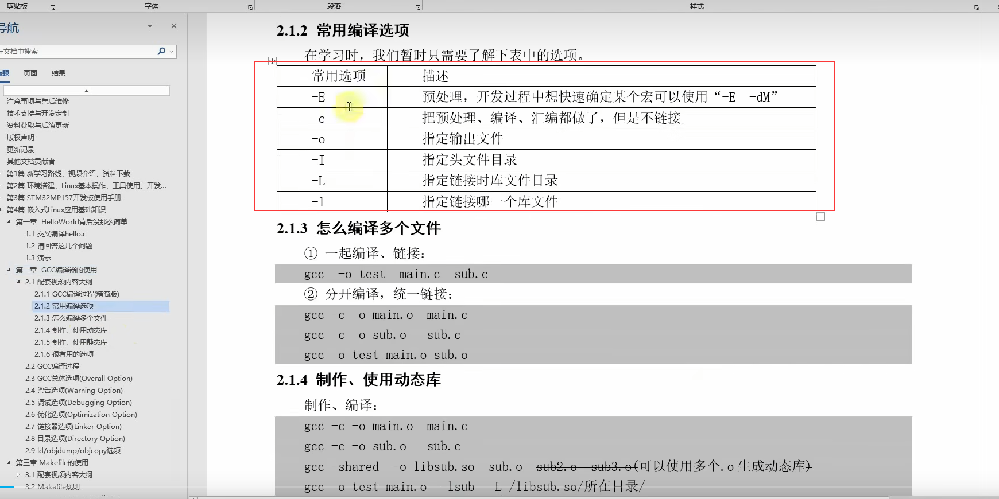 剪贴板
字体
段落
样式
导航
在文档中搜索
标题 页面 结果
注意事项与售后维修
技术支持与开发定制
资料获取与后续更新
版权声明
更新记录
其他文档贡献者
第1篇 新学习路线、视频介绍、资料下载
第2篇 环境搭建、Linux基本操作、工具使用、开发...
第3篇 STM32MP157开发板使用手册
第4篇 嵌入式Linux应用基础知识
第一章 HelloWorld背后没那么简单
1.1 交叉编译hello.c
1.2 请回答这几个问题
1.3 演示
第二章 GCC编译器的使用
2.1 配套视频内容大纲
2.1.1 GCC编译过程(精简版)
2.1.2 常用编译选项
2.1.3 怎么编译多个文件
2.1.4 制作、使用动态库
2.1.5 制作、使用静态库
2.1.6 很有用的选项
2.2 GCC编译过程
2.3 GCC总体选项(Overall Option)
2.4 警告选项(Warning Option)
2.5 调试选项(Debugging Option)
2.6 优化选项(Optimization Option)
2.7 链接器选项(Linker Option)
2.8 目录选项(Directory Option)
2.9 ld/objdump/objcopy选项
第三章 Makefile的使用
3.1 配套视频内容大纲
3.2 Makefile规则
2.1.2 常用编译选项
在学习时，我们暂时只需要了解下表中的选项。
常用选项 描述
-E 预处理，开发过程中想快速确定某个宏可以使用“-E -dM”
-c 把预处理、编译、汇编都做了，但是不链接
-o 指定输出文件
-I 指定头文件目录
-L 指定链接时库文件目录
-l 指定链接哪一个库文件
2.1.3 怎么编译多个文件
① 一起编译、链接：
gcc -o test main.c sub.c
② 分开编译，统一链接：
gcc -c -o main.o main.c
gcc -c -o sub.o sub.c
gcc -o test main.o sub.o
2.1.4 制作、使用动态库
制作、编译：
gcc -c -o main.o main.c
gcc -c -o sub.o sub.c
gcc -shared -o libsub.so sub.o sub2.o sub3.o(可以使用多个.o 生成动态库)
gcc -o test main.o -lsub -L /libsub.so/所在目录/